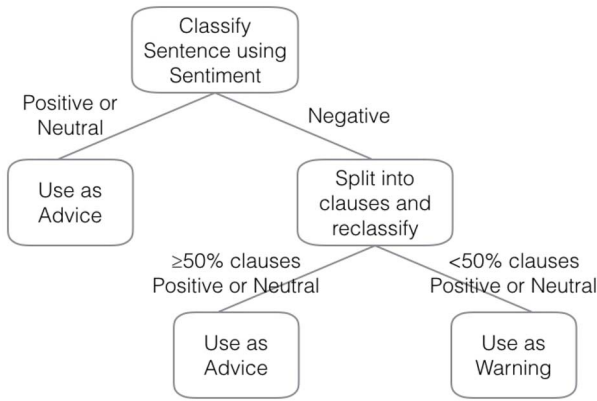 Classify
Sentence using
Sentiment
Positive or
Neutral
Negative
Use as
Advice
Split into
clauses and
reclassify
≥50% clauses
Positive or Neutral
<50% clauses
Positive or Neutral
Use as
Advice
Use as
Warning